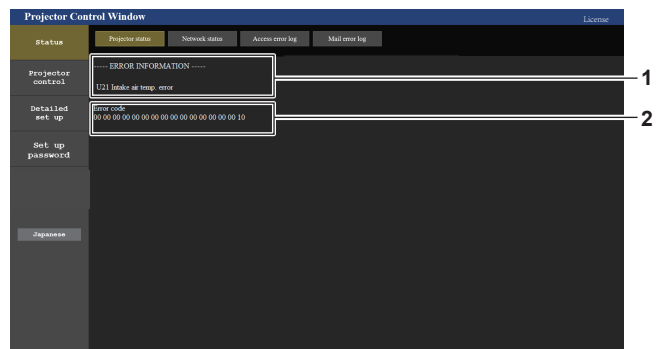 Projector Control Window
License
Status
Projector status
Network status
Access error log
Mail error log
Projector
control
Detailed
set up
Set up
password
Japanese
----- ERROR INFORMATION -----
U21 Intake air temp. error
Error code
00 00 00 00 00 00 00 00 00 00 00 00 00 00 00 10
1
2